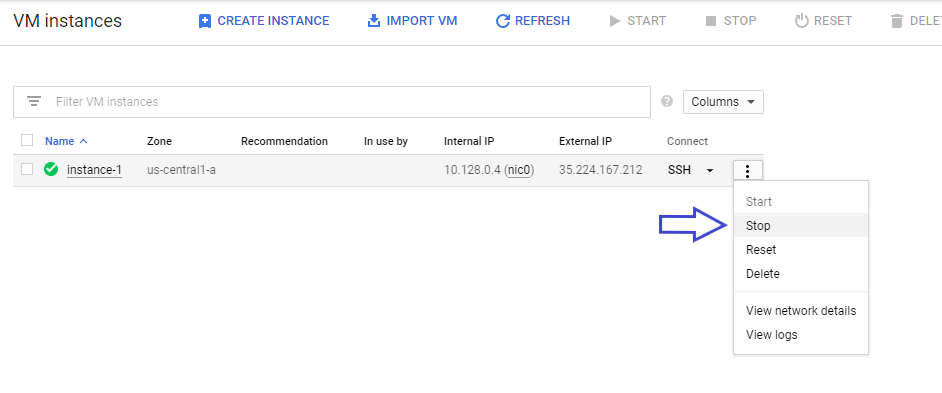 VM instances CREATE INSTANCE IMPORT VM REFRESH START STOP RESET DELE
Filter VM instances ? Columns
Name Zone Recommendation In use by Internal IP External IP Connect
instance-1 us-central1-a 10.128.0.4 (nic0) 35.224.167.212 SSH
Start
Stop
Reset
Delete
View network details
View logs